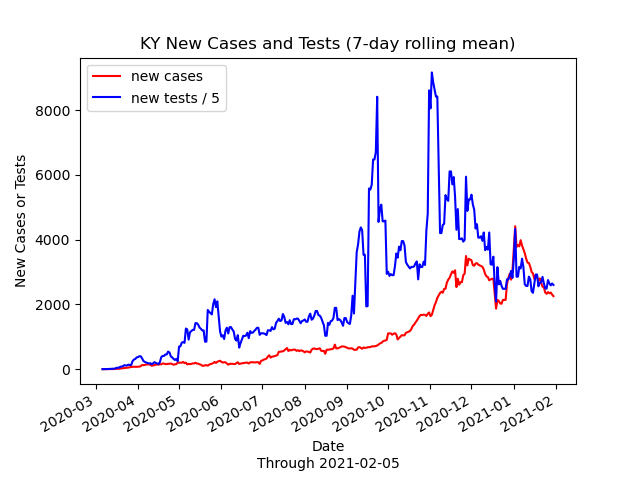 KY New Cases and Tests (7-day rolling mean)
new cases
new tests / 5
New Cases or Tests
8000
6000
4000
2000
0
2020-03
2020-04
2020-05
2020-06
2020-07
2020-08
2020-09
2020-10
2020-11
2020-12
2021-01
2021-02
Date
Through 2021-02-05